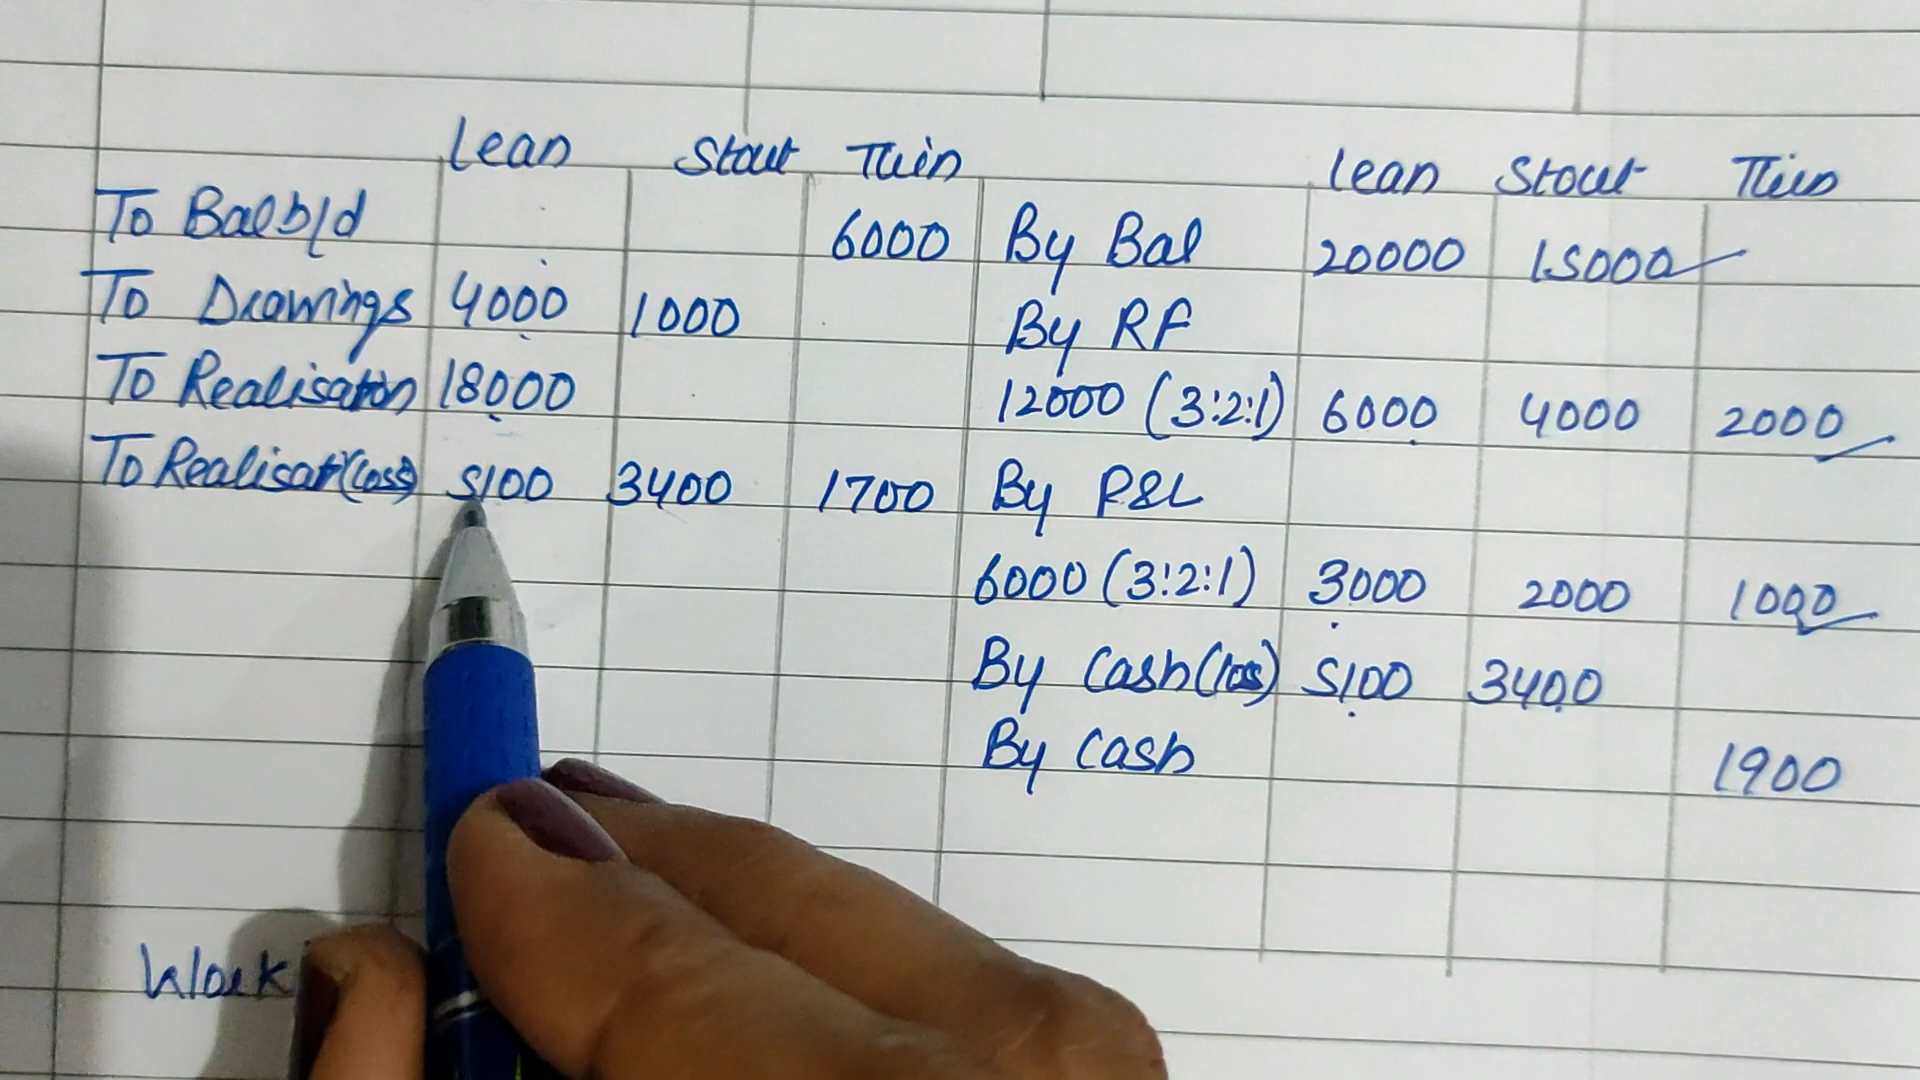 Lean Stout Thin Lean Stout Thin
To Bal b/d 6000 By Bal 20000 15000
To Drawings 4000 1000 By RF
To Realisation 18000 12000 (3:2:1) 6000 4000 2000
To Realisat(loss) 5100 3400 1700 By P&L
6000 (3:2:1) 3000 2000 1000
By Cash(loss) 5100 3400
By Cash 1900
Work